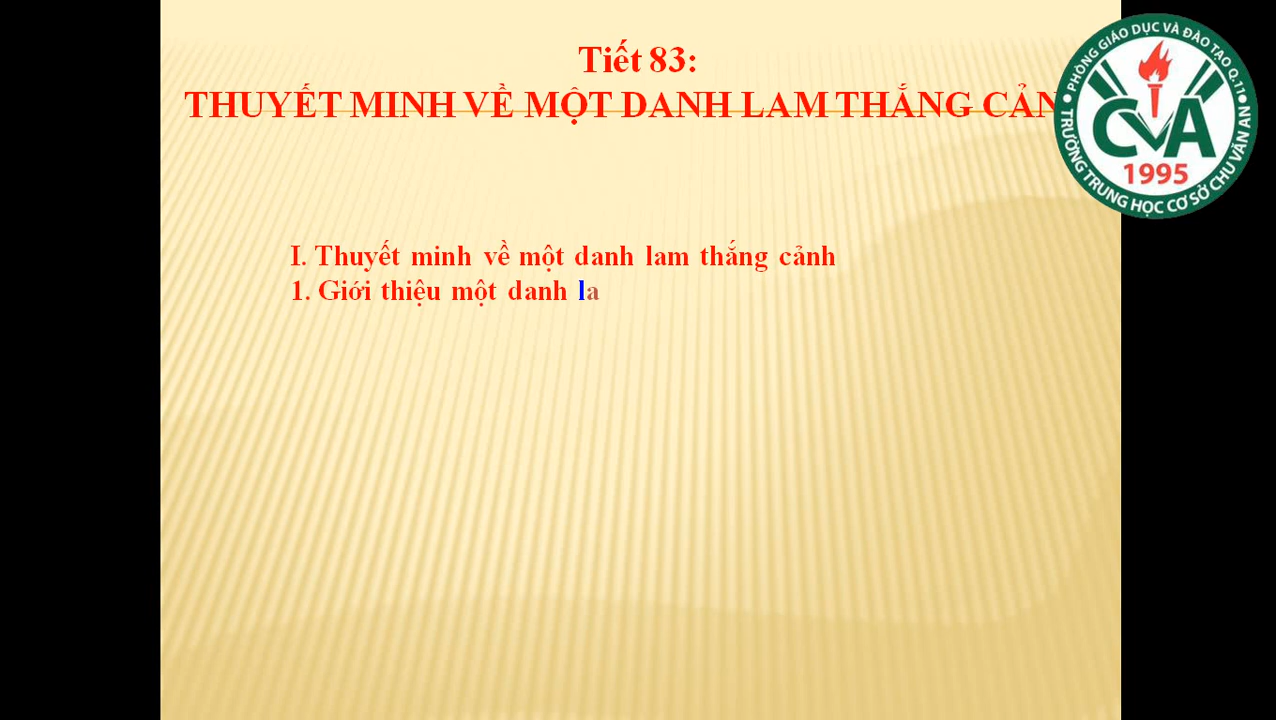 Tiết 83:
THUYẾT MINH VỀ MỘT DANH LAM THẮNG CẢN
PHÒNG GIÁO DỤC VÀ ĐÀO TẠO Q.11
CVA
1995
TRƯỜNG TRUNG HỌC CƠ SỞ CHU VĂN AN
I. Thuyết minh về một danh lam thắng cảnh
1. Giới thiệu một danh la